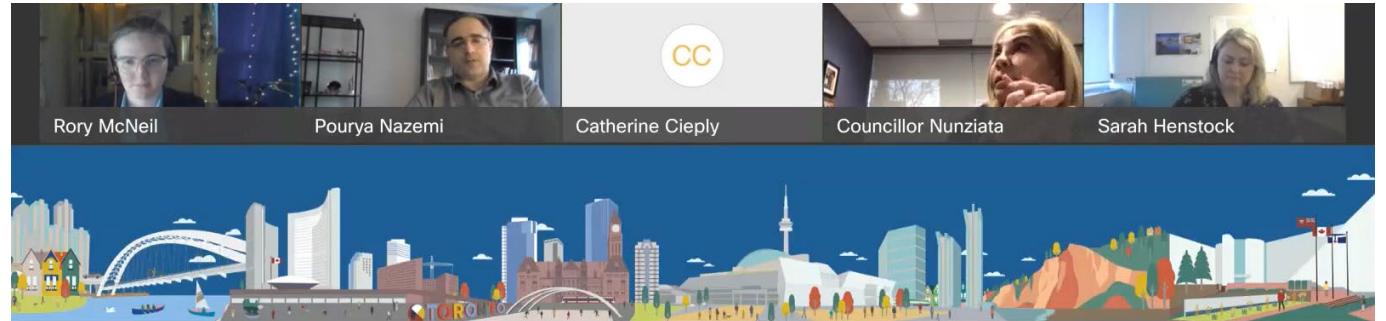 CC
Rory McNeil
Pourya Nazemi
Catherine Cieply
Councillor Nunziata
Sarah Henstock
TORONTO